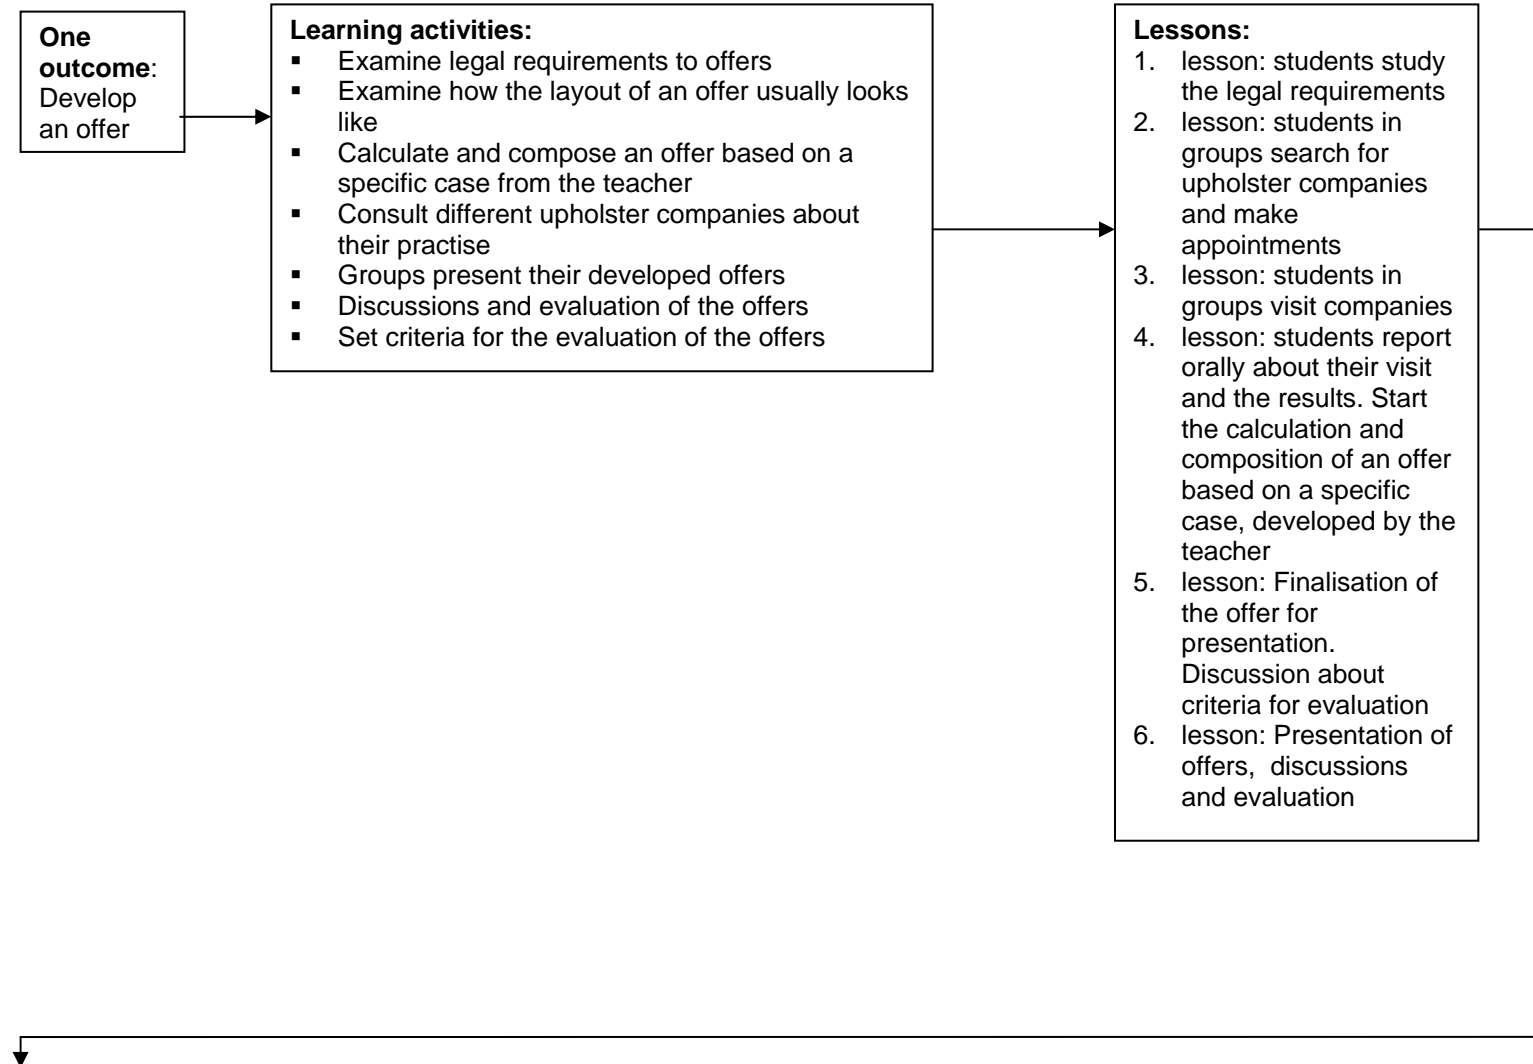 One
outcome:
Develop
an offer
Learning activities:
▪ Examine legal requirements to offers
▪ Examine how the layout of an offer usually looks
like
▪ Calculate and compose an offer based on a
specific case from the teacher
▪ Consult different upholster companies about
their practise
▪ Groups present their developed offers
▪ Discussions and evaluation of the offers
▪ Set criteria for the evaluation of the offers
Lessons:
1. lesson: students study
the legal requirements
2. lesson: students in
groups search for
upholster companies
and make
appointments
3. lesson: students in
groups visit companies
4. lesson: students report
orally about their visit
and the results. Start
the calculation and
composition of an offer
based on a specific
case, developed by the
teacher
5. lesson: Finalisation of
the offer for
presentation.
Discussion about
criteria for evaluation
6. lesson: Presentation of
offers, discussions
and evaluation